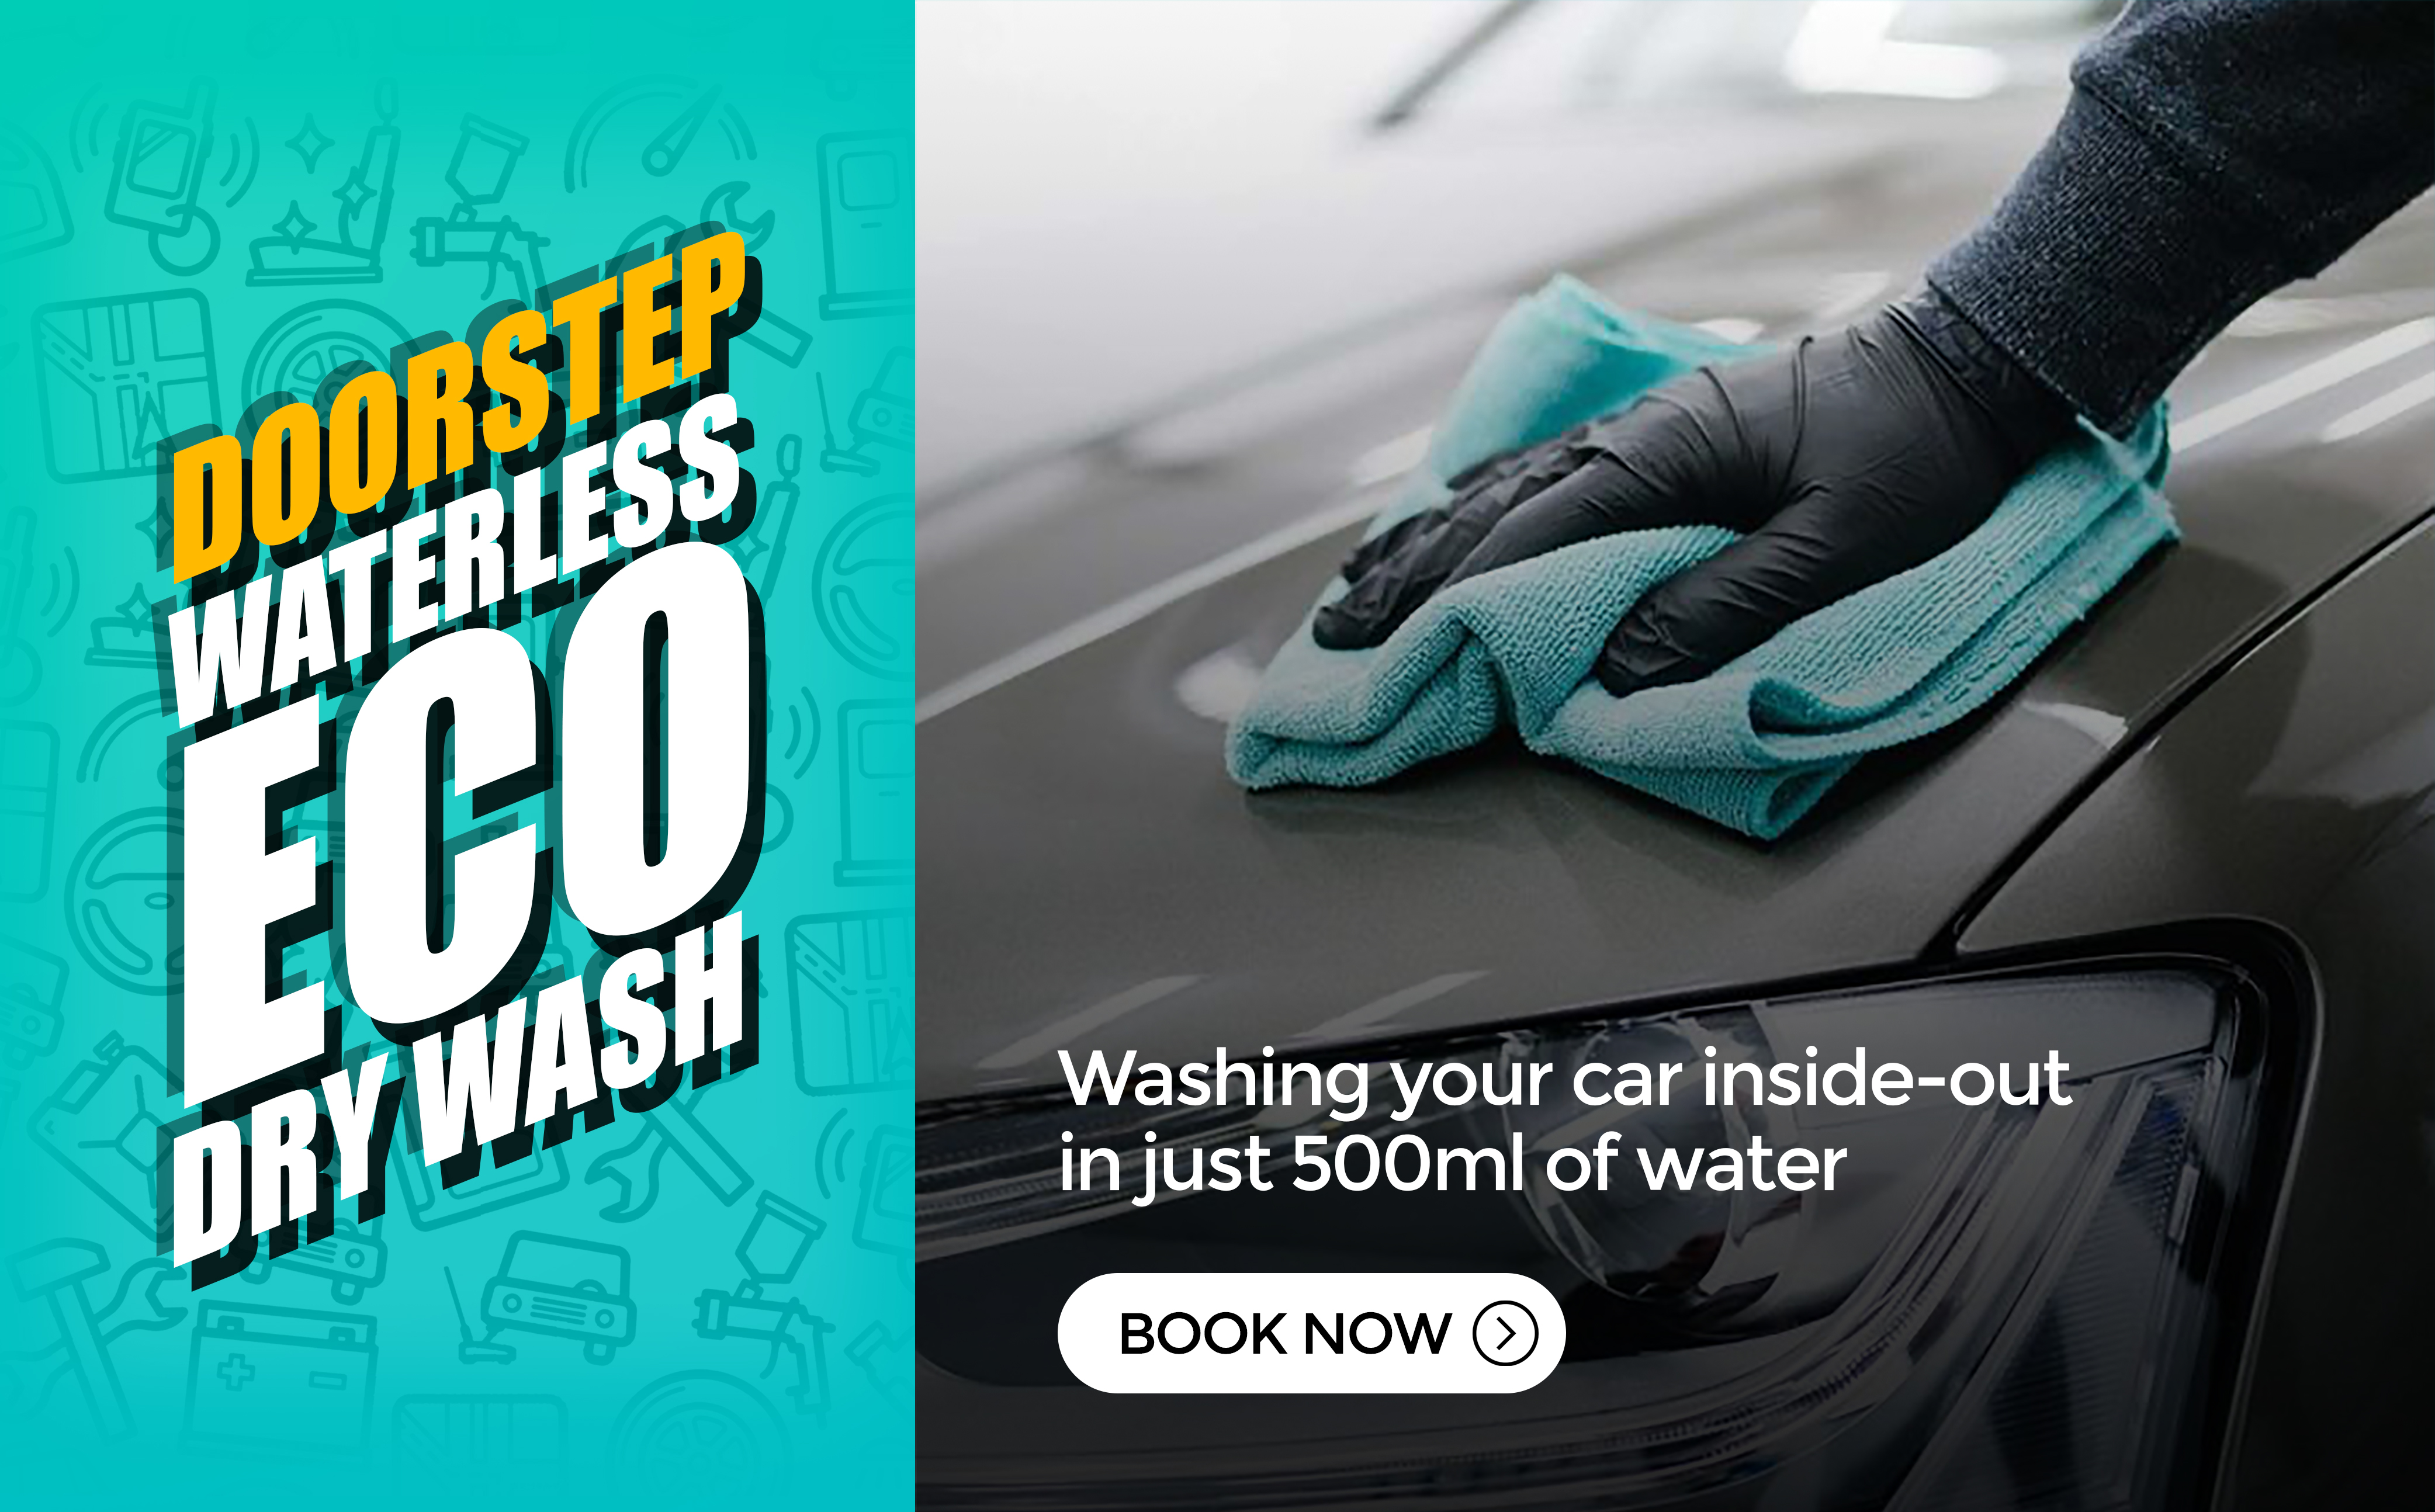 DOORSTEP
WATERLESS
ECO
DRY WASH
Washing your car inside-out
in just 500ml of water
BOOK NOW